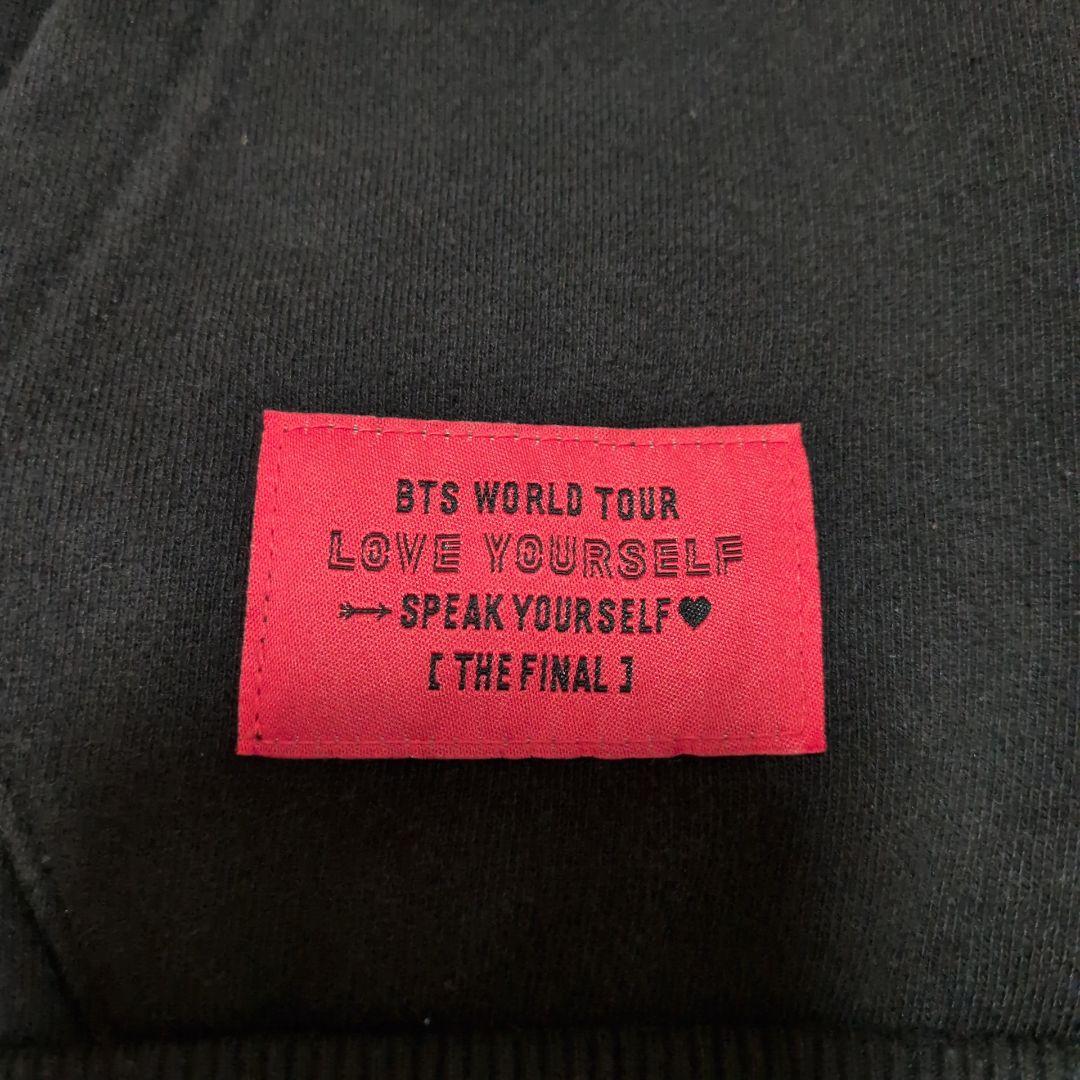 BTS WORLD TOUR
LOVE YOURSELF
➳SPEAK YOURSELF♥
[ THE FINAL ]